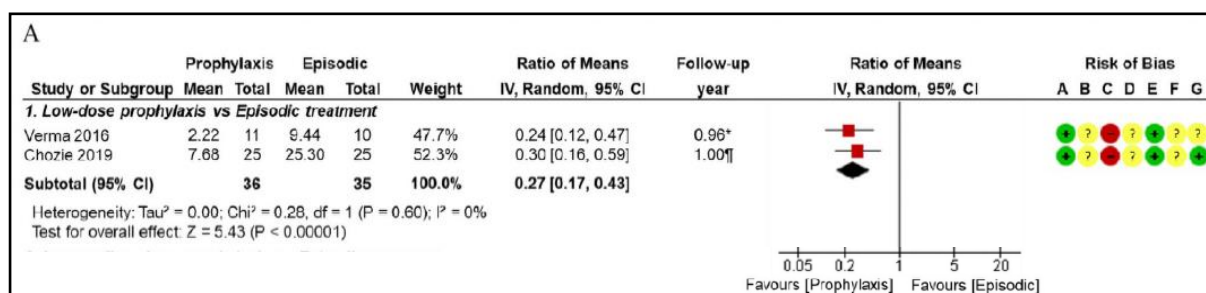 A
Prophylaxis Episodic Ratio of Means Follow-up Ratio of Means Risk of Bias
Study or Subgroup Mean Total Mean Total Weight IV, Random, 95% CI year IV, Random, 95% CI A B C D E F G
1. Low-dose prophylaxis vs Episodic treatment
Verma 2016 2.22 11 9.44 10 47.7% 0.24 [0.12, 0.47] 0.96* + ? - ? + ? ?
Chozie 2019 7.68 25 25.30 25 52.3% 0.30 [0.16, 0.59] 1.00¶ + ? - ? + ? +
Subtotal (95% CI) 36 35 100.0% 0.27 [0.17, 0.43]
Heterogeneity: Tau² = 0.00; Chi² = 0.28, df = 1 (P = 0.60); I² = 0%
Test for overall effect: Z = 5.43 (P < 0.00001)
0.05 0.2 1 5 20
Favours [Prophylaxis] Favours [Episodic]